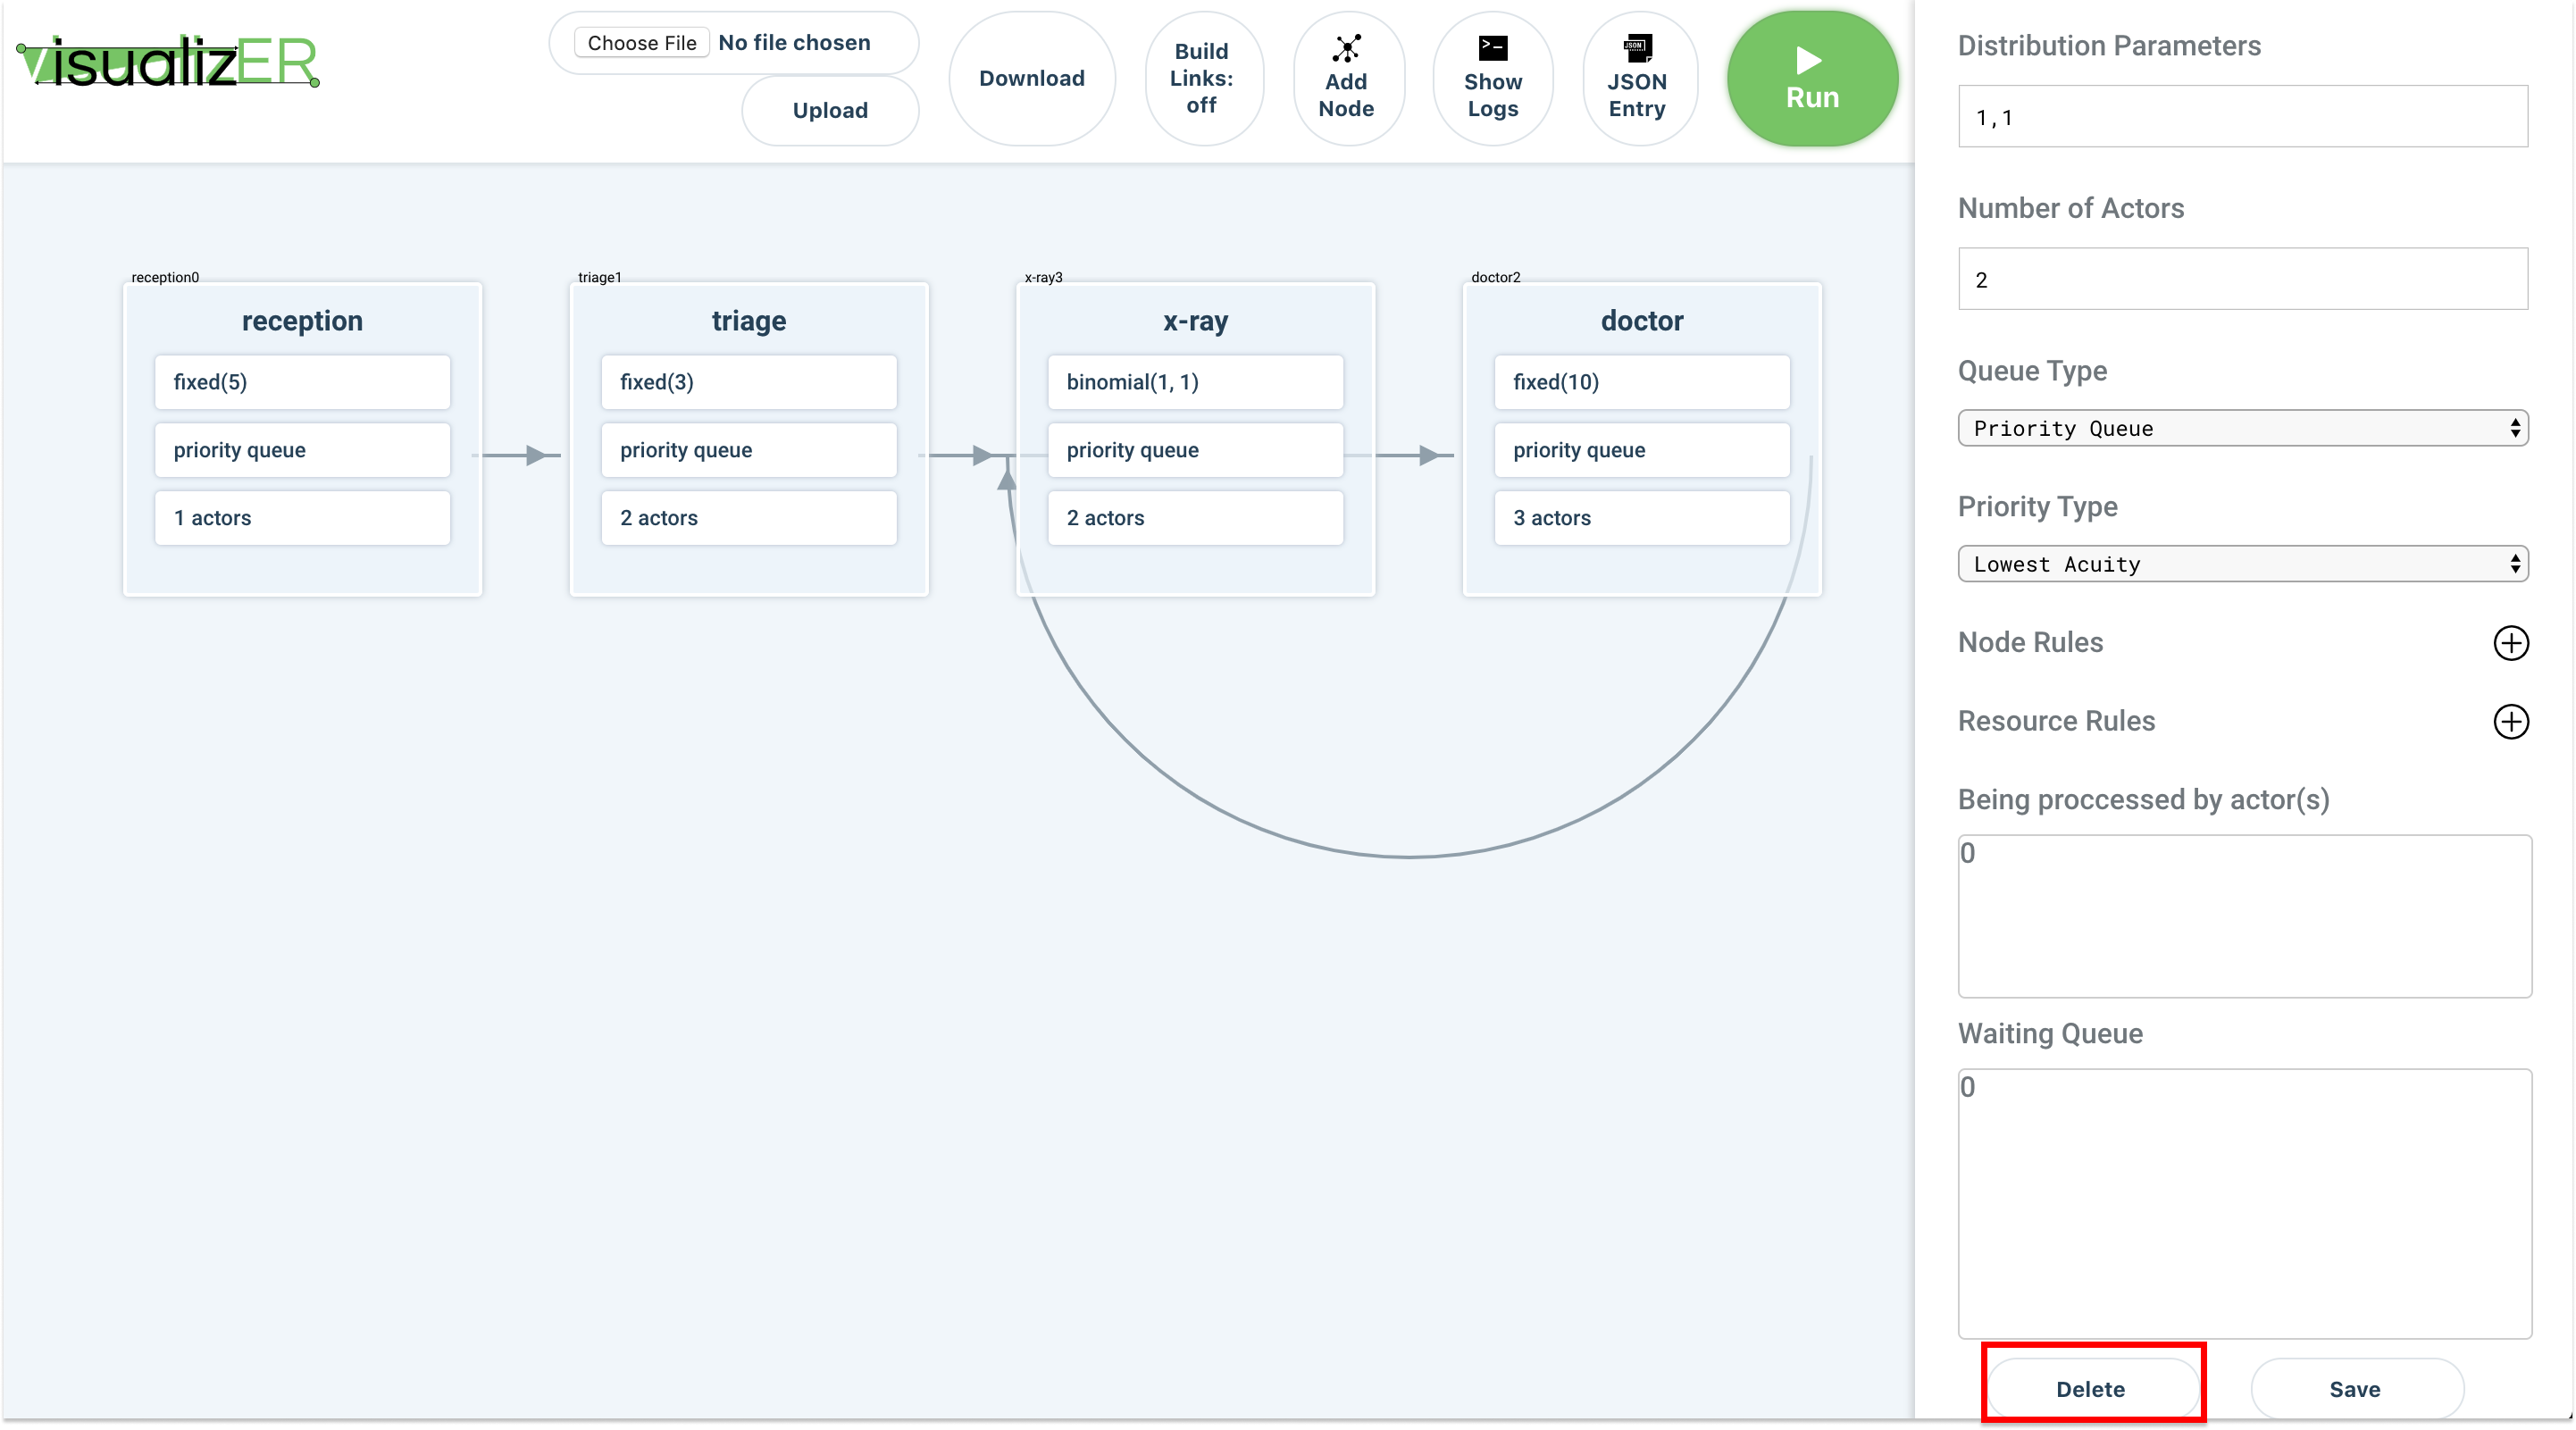 visualizER
Choose File No file chosen
Upload
Download
Build
Links:
off
Add
Node
Show
Logs
JSON
JSON
Entry
Run
reception0
reception
fixed(5)
priority queue
1 actors
triage1
triage
fixed(3)
priority queue
2 actors
x-ray3
x-ray
binomial(1, 1)
priority queue
2 actors
doctor2
doctor
fixed(10)
priority queue
3 actors
Distribution Parameters
1,1
Number of Actors
2
Queue Type
Priority Queue
Priority Type
Lowest Acuity
Node Rules
Resource Rules
Being proccessed by actor(s)
0
Waiting Queue
0
Delete
Save